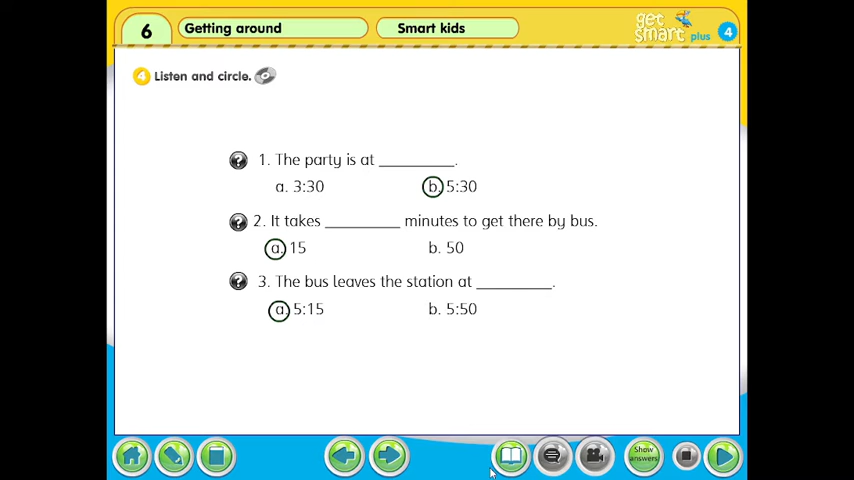 6 Getting around Smart kids get smart plus 4
4 Listen and circle.
1. The party is at _________.
a. 3:30 b. 5:30
2. It takes _________ minutes to get there by bus.
a. 15 b. 50
3. The bus leaves the station at _________.
a. 5:15 b. 5:50
Show answers